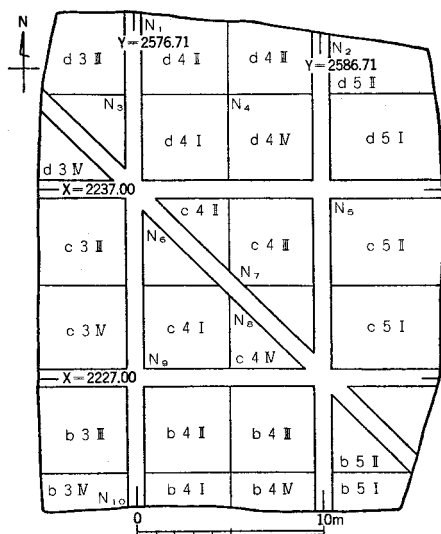 N
N₁
N₂
Y=2576.71
Y=2586.71
d 3 Ⅲ
d 4 Ⅱ
d 4 Ⅲ
d 5 Ⅱ
N₃
N₄
d 4 Ⅰ
d 4 Ⅳ
d 5 Ⅰ
d 3 Ⅳ
X=2237.00
c 4 Ⅱ
N₅
N₆
c 3 Ⅲ
c 4 Ⅲ
c 5 Ⅱ
N₇
N₈
c 3 Ⅳ
c 4 Ⅰ
c 5 Ⅰ
N₉
c 4 Ⅳ
X=2227.00
b 3 Ⅲ
b 4 Ⅱ
b 4 Ⅲ
b 5 Ⅱ
b 3 Ⅳ
N₁₀
b 4 Ⅰ
b 4 Ⅳ
b 5 Ⅰ
0
10m